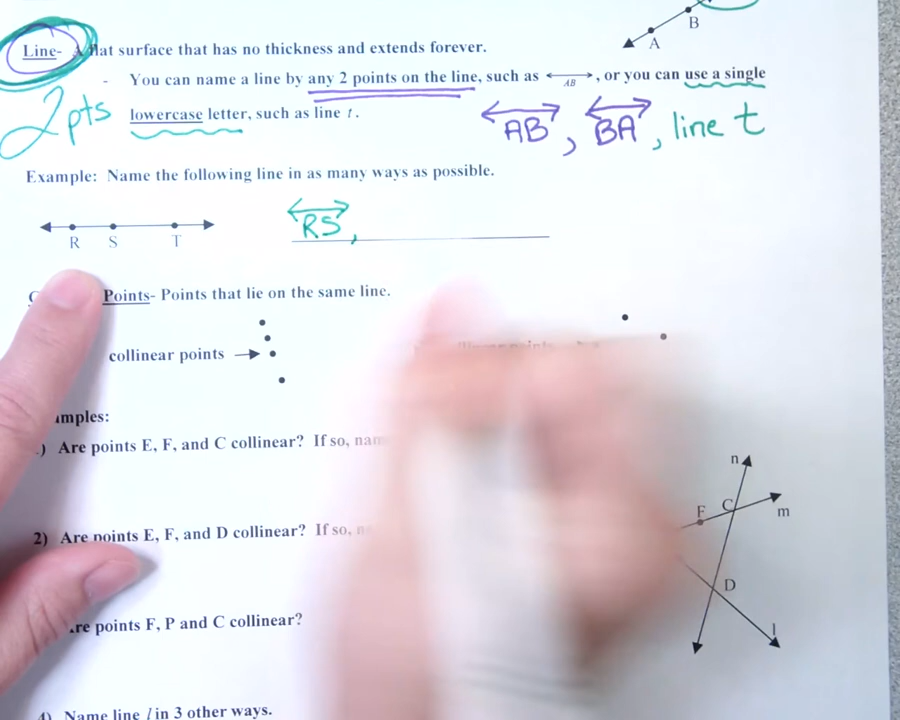 B
A
Line- A flat surface that has no thickness and extends forever.
- You can name a line by any 2 points on the line, such as AB, or you can use a single
2pts lowercase letter, such as line t.
AB, BA, line t
Example: Name the following line in as many ways as possible.
RS,
R S T
Points- Points that lie on the same line.
collinear points
Examples:
) Are points E, F, and C collinear? If so, nam
n
F C m
2) Are points E, F, and D collinear? If so, n
D
re points F, P and C collinear?
l
4) Name line l in 3 other ways.